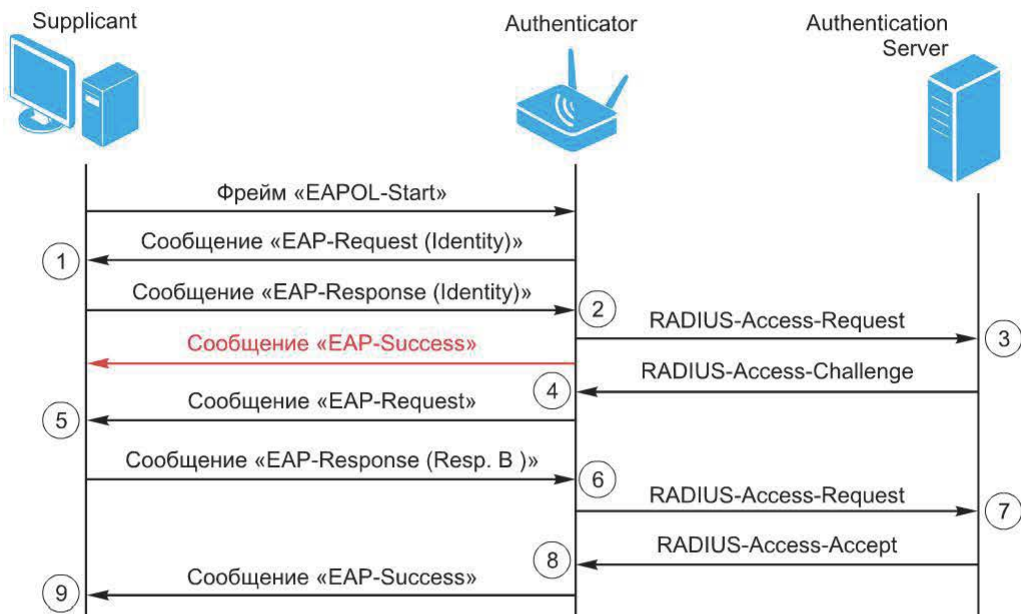 Supplicant
Authenticator
Authentication
Server
Фрейм «EAPOL-Start»
Сообщение «EAP-Request (Identity)»
1
Сообщение «EAP-Response (Identity)»
2
RADIUS-Access-Request
3
Сообщение «EAP-Success»
RADIUS-Access-Challenge
4
Сообщение «EAP-Request»
5
Сообщение «EAP-Response (Resp. B )»
6
RADIUS-Access-Request
7
RADIUS-Access-Accept
8
Сообщение «EAP-Success»
9